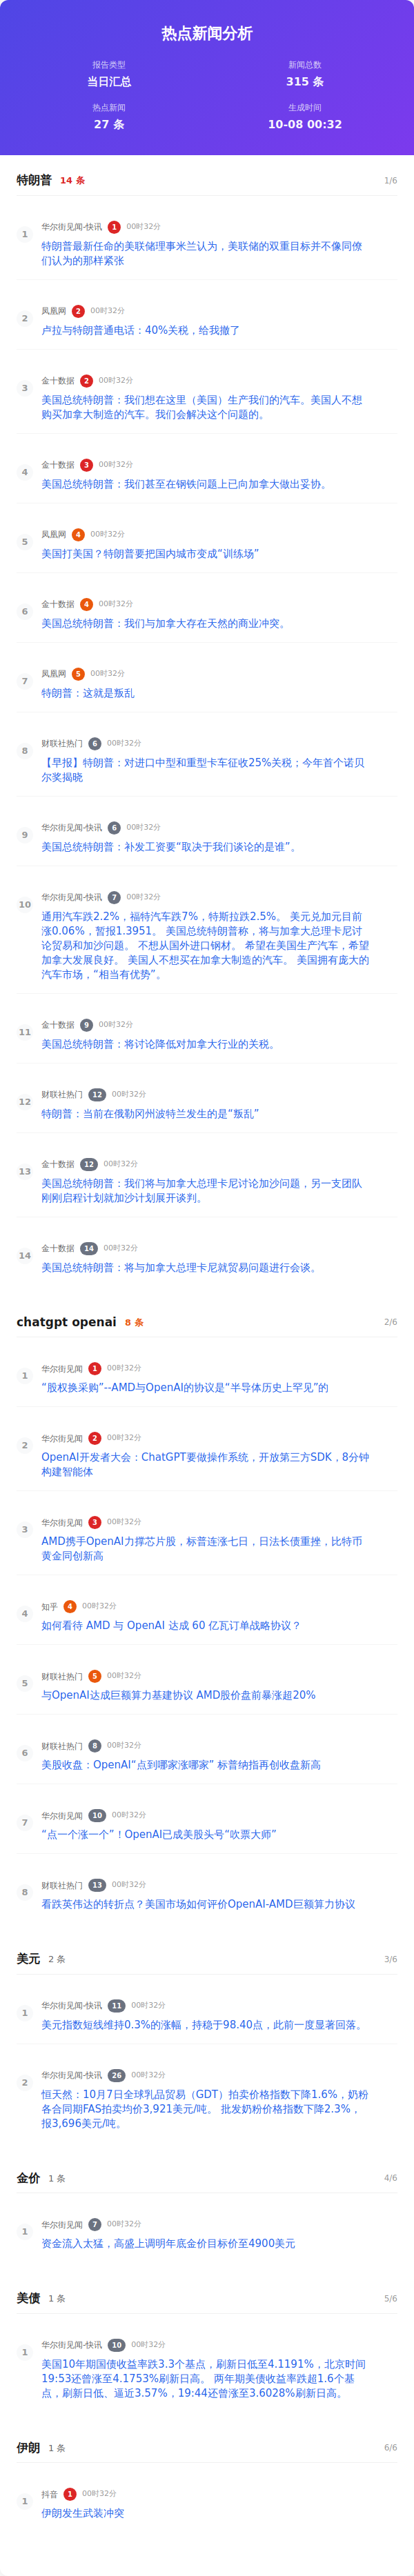 热点新闻分析
报告类型
当日汇总
新闻总数
315 条
热点新闻
27 条
生成时间
10-08 00:32
特朗普 14 条 1/6
1 华尔街见闻-快讯 1 00时32分
特朗普最新任命的美联储理事米兰认为，美联储的双重目标并不像同僚
们认为的那样紧张
2 凤凰网 2 00时32分
卢拉与特朗普通电话：40%关税，给我撤了
3 金十数据 2 00时32分
美国总统特朗普：我们想在这里（美国）生产我们的汽车。美国人不想
购买加拿大制造的汽车。我们会解决这个问题的。
4 金十数据 3 00时32分
美国总统特朗普：我们甚至在钢铁问题上已向加拿大做出妥协。
5 凤凰网 4 00时32分
美国打美国？特朗普要把国内城市变成“训练场”
6 金十数据 4 00时32分
美国总统特朗普：我们与加拿大存在天然的商业冲突。
7 凤凰网 5 00时32分
特朗普：这就是叛乱
8 财联社热门 6 00时32分
【早报】特朗普：对进口中型和重型卡车征收25%关税；今年首个诺贝
尔奖揭晓
9 华尔街见闻-快讯 6 00时32分
美国总统特朗普：补发工资要“取决于我们谈论的是谁”。
10 华尔街见闻-快讯 7 00时32分
通用汽车跌2.2%，福特汽车跌7%，特斯拉跌2.5%。 美元兑加元目前
涨0.06%，暂报1.3951。 美国总统特朗普称，将与加拿大总理卡尼讨
论贸易和加沙问题。 不想从国外进口钢材。 希望在美国生产汽车，希望
加拿大发展良好。 美国人不想买在加拿大制造的汽车。 美国拥有庞大的
汽车市场，“相当有优势”。
11 金十数据 9 00时32分
美国总统特朗普：将讨论降低对加拿大行业的关税。
12 财联社热门 12 00时32分
特朗普：当前在俄勒冈州波特兰发生的是“叛乱”
13 金十数据 12 00时32分
美国总统特朗普：我们将与加拿大总理卡尼讨论加沙问题，另一支团队
刚刚启程计划就加沙计划展开谈判。
14 金十数据 14 00时32分
美国总统特朗普：将与加拿大总理卡尼就贸易问题进行会谈。
chatgpt openai 8 条 2/6
1 华尔街见闻 1 00时32分
“股权换采购”--AMD与OpenAI的协议是“半导体历史上罕见”的
2 华尔街见闻 2 00时32分
OpenAI开发者大会：ChatGPT要做操作系统，开放第三方SDK，8分钟
构建智能体
3 华尔街见闻 3 00时32分
AMD携手OpenAI力撑芯片股，标普连涨七日，日法长债重挫，比特币
黄金同创新高
4 知乎 4 00时32分
如何看待 AMD 与 OpenAI 达成 60 亿瓦订单战略协议？
5 财联社热门 5 00时32分
与OpenAI达成巨额算力基建协议 AMD股价盘前暴涨超20%
6 财联社热门 8 00时32分
美股收盘：OpenAI“点到哪家涨哪家” 标普纳指再创收盘新高
7 华尔街见闻 10 00时32分
“点一个涨一个”！OpenAI已成美股头号“吹票大师”
8 财联社热门 13 00时32分
看跌英伟达的转折点？美国市场如何评价OpenAI-AMD巨额算力协议
美元 2 条 3/6
1 华尔街见闻-快讯 11 00时32分
美元指数短线维持0.3%的涨幅，持稳于98.40点，此前一度显著回落。
2 华尔街见闻-快讯 26 00时32分
恒天然：10月7日全球乳品贸易（GDT）拍卖价格指数下降1.6%，奶粉
各合同期FAS拍卖均价3,921美元/吨。 批发奶粉价格指数下降2.3%，
报3,696美元/吨。
金价 1 条 4/6
1 华尔街见闻 7 00时32分
资金流入太猛，高盛上调明年底金价目标价至4900美元
美债 1 条 5/6
1 华尔街见闻-快讯 10 00时32分
美国10年期国债收益率跌3.3个基点，刷新日低至4.1191%，北京时间
19:53还曾涨至4.1753%刷新日高。 两年期美债收益率跌超1.6个基
点，刷新日低、逼近3.57%，19:44还曾涨至3.6028%刷新日高。
伊朗 1 条 6/6
1 抖音 1 00时32分
伊朗发生武装冲突